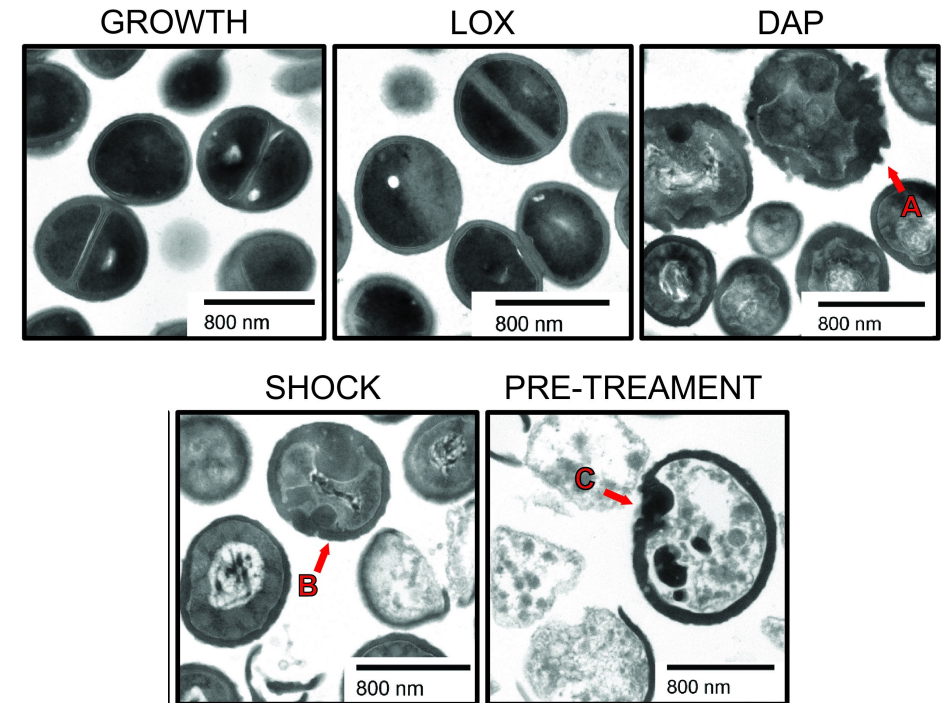 GROWTH
LOX
DAP
A
800 nm
800 nm
800 nm
SHOCK
PRE-TREAMENT
C
B
800 nm
800 nm